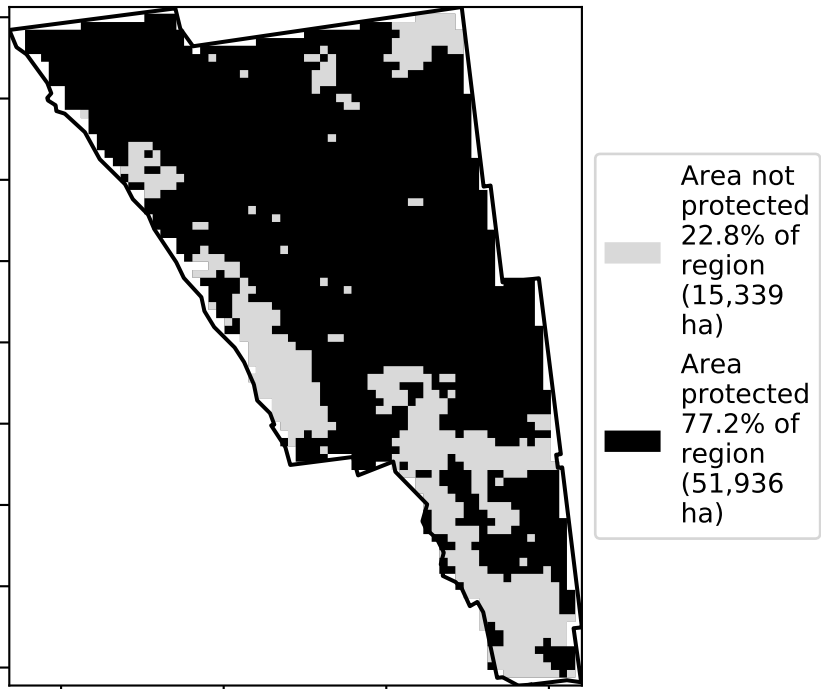 Area not
protected
22.8% of
region
(15,339
ha)
Area
protected
77.2% of
region
(51,936
ha)